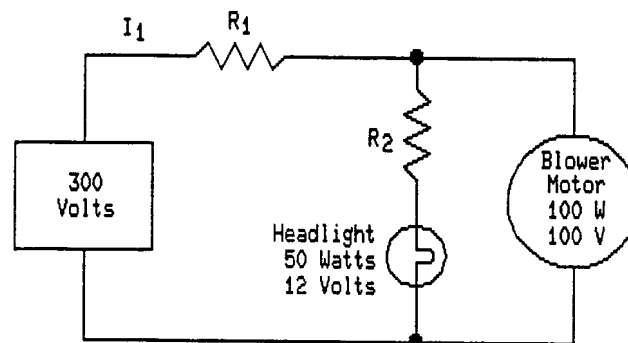 I1
R1
R2
300
Volts
Headlight
50 Watts
12 Volts
Blower
Motor
100 W
100 V